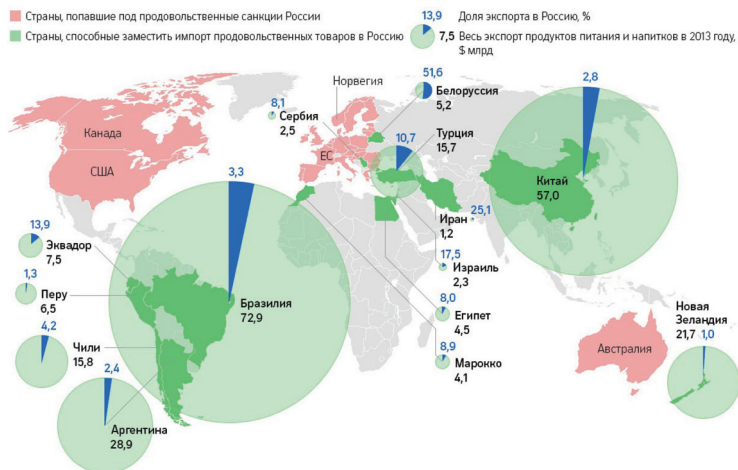 Страны, попавшие под продовольственные санкции России
Страны, способные заместить импорт продовольственных товаров в Россию
13,9
Доля экспорта в Россию, %
7,5
Весь экспорт продуктов питания и напитков в 2013 году,
$ млрд
Канада
США
Норвегия
ЕС
8,1
Сербия
2,5
51,6
Белоруссия
5,2
10,7
Турция
15,7
2,8
Китай
57,0
25,1
Иран
1,2
17,5
Израиль
2,3
8,0
Египет
4,5
8,9
Марокко
4,1
3,3
Бразилия
72,9
13,9
Эквадор
7,5
1,3
Перу
6,5
4,2
Чили
15,8
2,4
Аргентина
28,9
Австралия
Новая
Зеландия
21,7
1,0